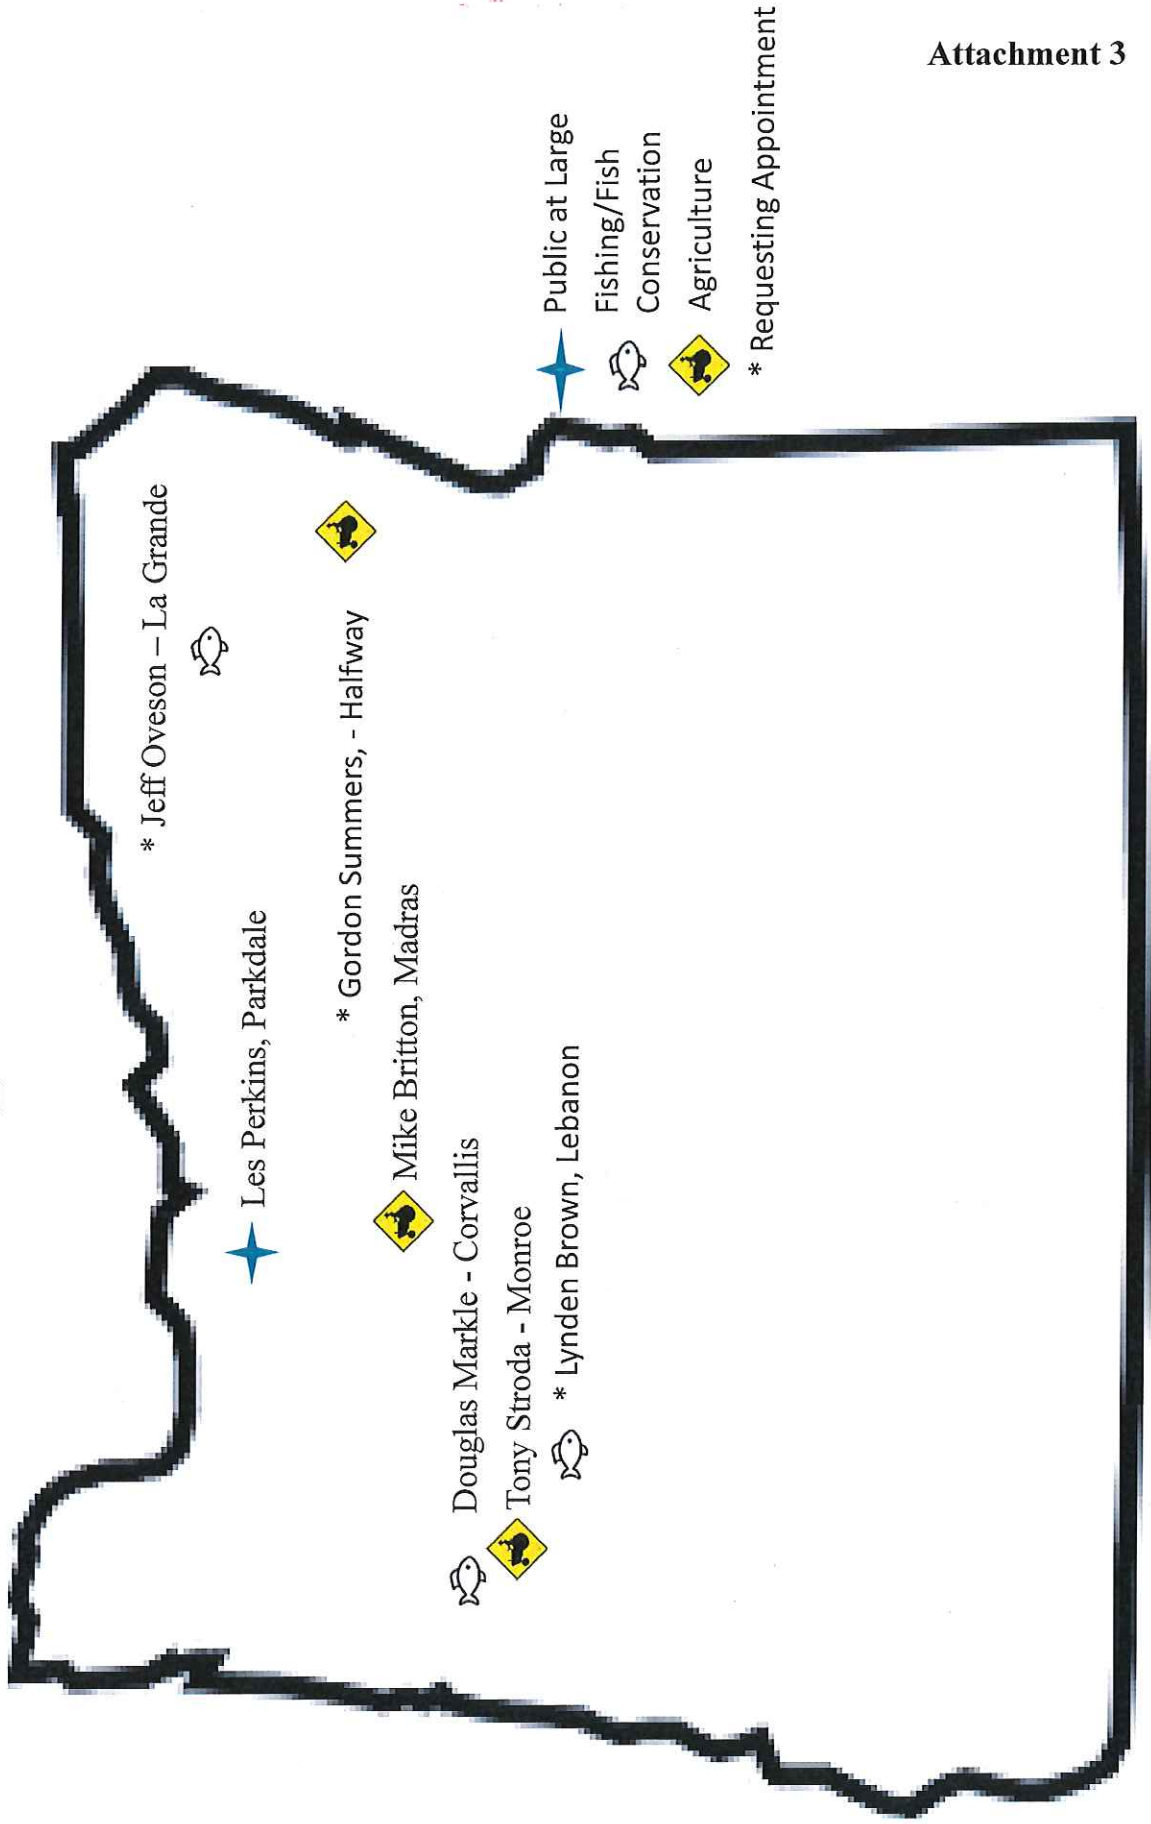 Attachment 3
* Jeff Oveson – La Grande
Les Perkins, Parkdale
* Gordon Summers, - Halfway
Mike Britton, Madras
Douglas Markle - Corvallis
Tony Stroda - Monroe
* Lynden Brown, Lebanon
Public at Large
Fishing/Fish
Conservation
Agriculture
* Requesting Appointment